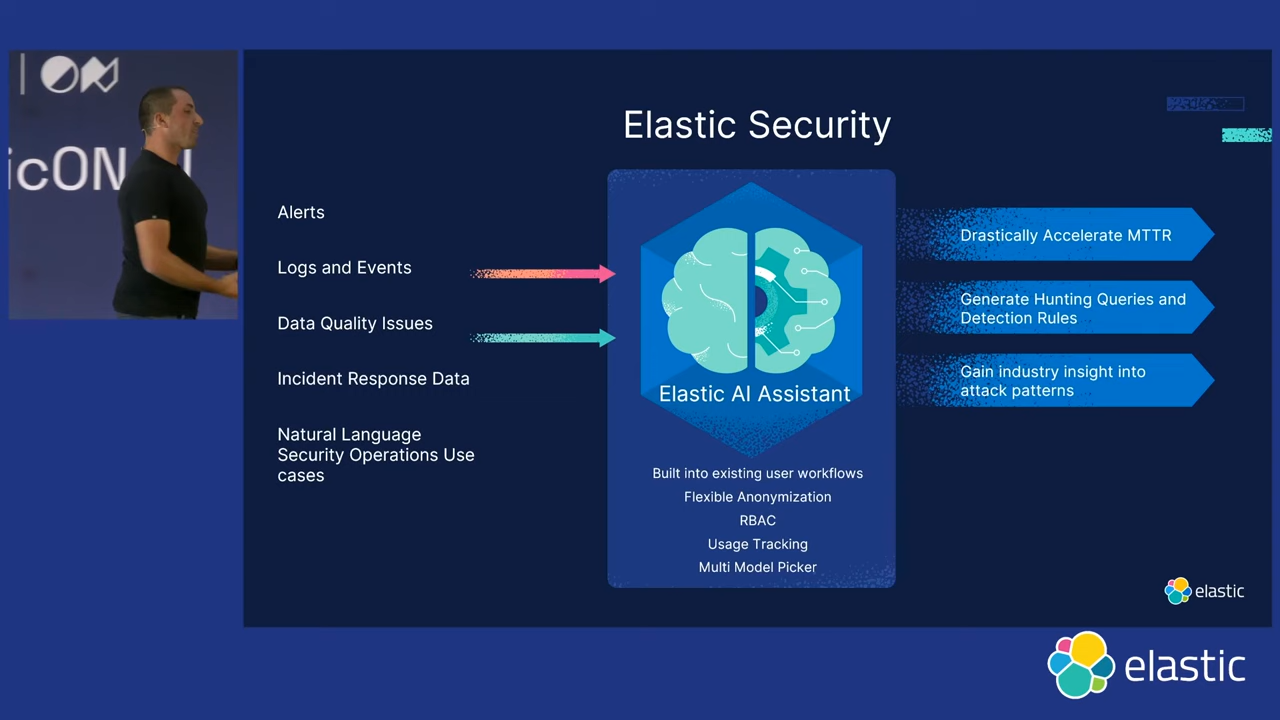 icON
Elastic Security
Alerts
Logs and Events
Data Quality Issues
Incident Response Data
Natural Language
Security Operations Use
cases
Elastic AI Assistant
Built into existing user workflows
Flexible Anonymization
RBAC
Usage Tracking
Multi Model Picker
Drastically Accelerate MTTR
Generate Hunting Queries and
Detection Rules
Gain industry insight into
attack patterns
elastic
elastic